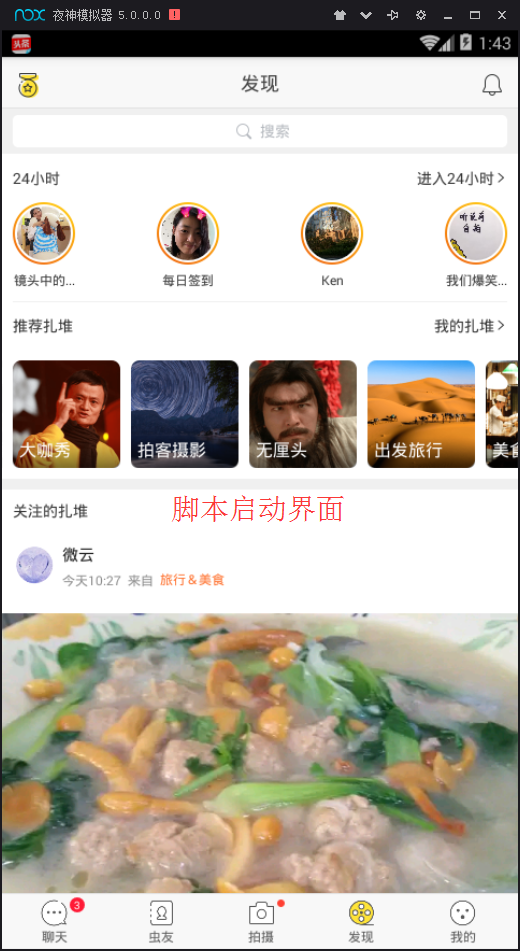 nox 夜神模拟器 5.0.0.0
头条 1:43
发现
搜索
24小时 进入24小时
镜头中的... 每日签到 Ken 我们爆笑...
听说有
自拍
推荐扎堆 我的扎堆
大咖秀 拍客摄影 无厘头 出发旅行 美食
关注的扎堆
脚本启动界面
微云
今天10:27 来自 旅行&美食
3
聊天 虫友 拍摄 发现 我的